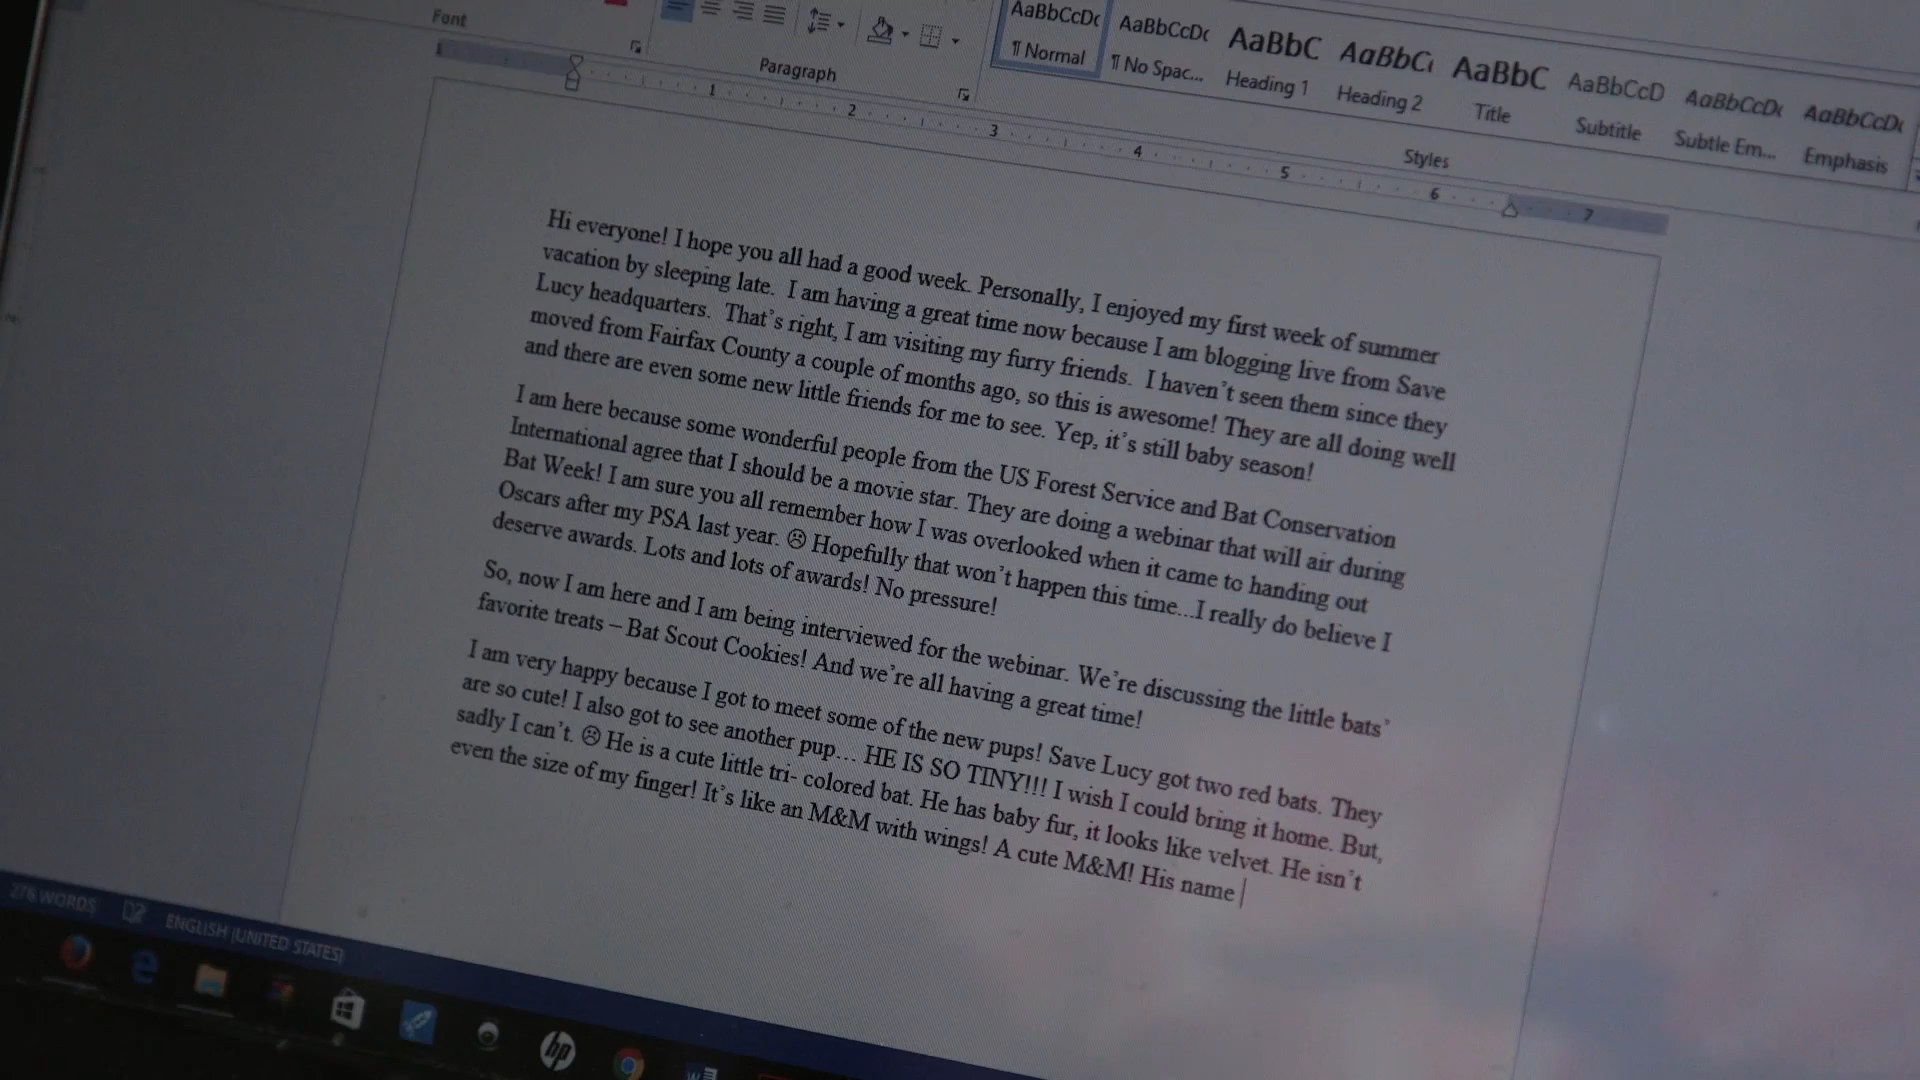 Font
Paragraph
AaBbCcDc
¶ Normal
AaBbCcDc
¶ No Spac...
AaBbC
Heading 1
AaBbCc
Heading 2
AaBbC
Title
AaBbCcD
Subtitle
AaBbCcDc
Subtle Em...
AaBbCcDc
Emphasis
Styles
1 2 3 4 5 6 7
Hi everyone! I hope you all had a good week. Personally, I enjoyed my first week of summer
vacation by sleeping late. I am having a great time now because I am blogging live from Save
Lucy headquarters. That's right, I am visiting my furry friends. I haven't seen them since they
moved from Fairfax County a couple of months ago, so this is awesome! They are all doing well
and there are even some new little friends for me to see. Yep, it's still baby season!
I am here because some wonderful people from the US Forest Service and Bat Conservation
International agree that I should be a movie star. They are doing a webinar that will air during
Bat Week! I am sure you all remember how I was overlooked when it came to handing out
Oscars after my PSA last year. ☹ Hopefully that won't happen this time...I really do believe I
deserve awards. Lots and lots of awards! No pressure!
So, now I am here and I am being interviewed for the webinar. We're discussing the little bats'
favorite treats – Bat Scout Cookies! And we're all having a great time!
I am very happy because I got to meet some of the new pups! Save Lucy got two red bats. They
are so cute! I also got to see another pup... HE IS SO TINY!!! I wish I could bring it home. But,
sadly I can't. ☹ He is a cute little tri- colored bat. He has baby fur, it looks like velvet. He isn't
even the size of my finger! It's like an M&M with wings! A cute M&M! His name
276 WORDS
ENGLISH (UNITED STATES)
hp